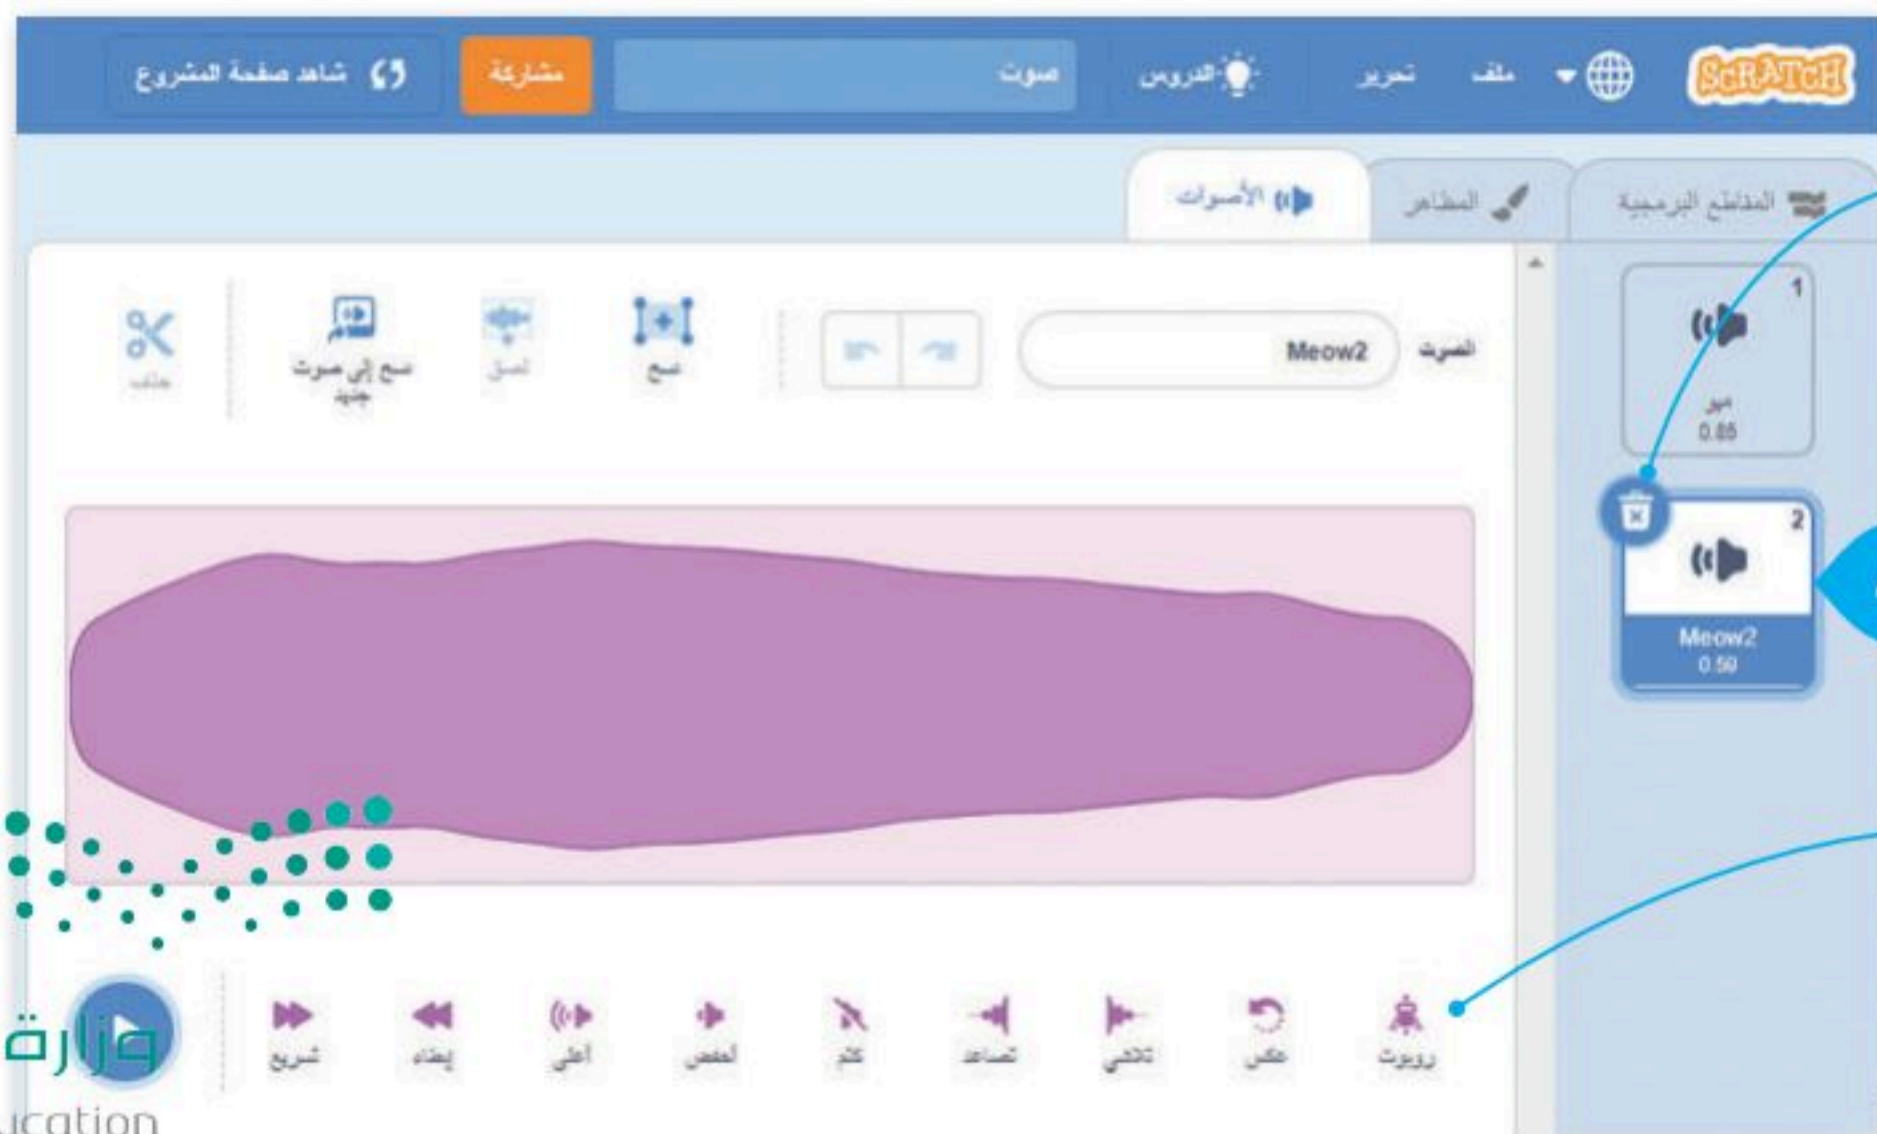 SCRATCH ملف تحرير الدروس صوت مشاركة شاهد صفحة المشروع
المقاطع البرمجية المظاهر الأصوات
1
ميو
0.85
2
Meow2
0.59
الصوت Meow2
نسخ لصق نسخ إلى صوت
جديد
حذف
روبوت عكس تلاشي تصاعد كتم أخفض أعلى إبطاء تسريع
وزارة
ucation